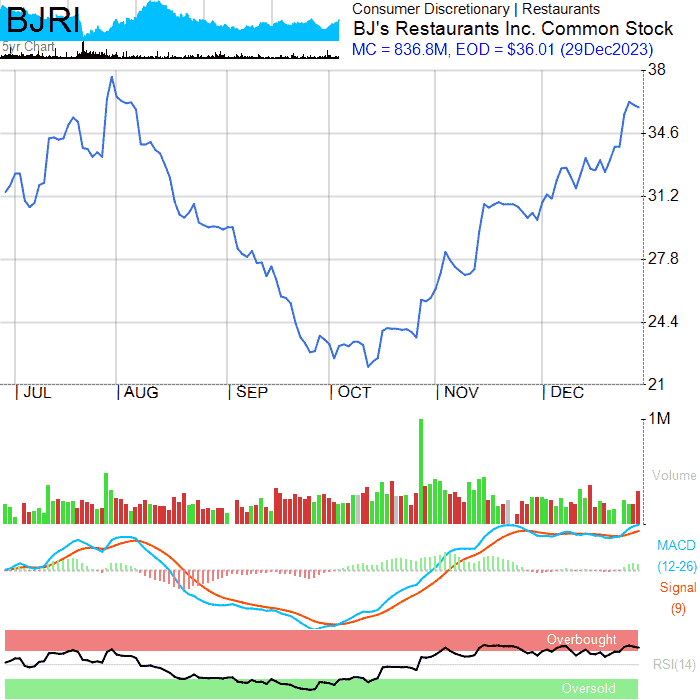 BJRI
5yr Chart
Consumer Discretionary | Restaurants
BJ's Restaurants Inc. Common Stock
MC = 836.8M, EOD = $36.01 (29Dec2023)
38
34.6
31.2
27.8
24.4
21
JUL AUG SEP OCT NOV DEC
1M
Volume
MACD
(12-26)
Signal
(9)
Overbought
RSI(14)
Oversold